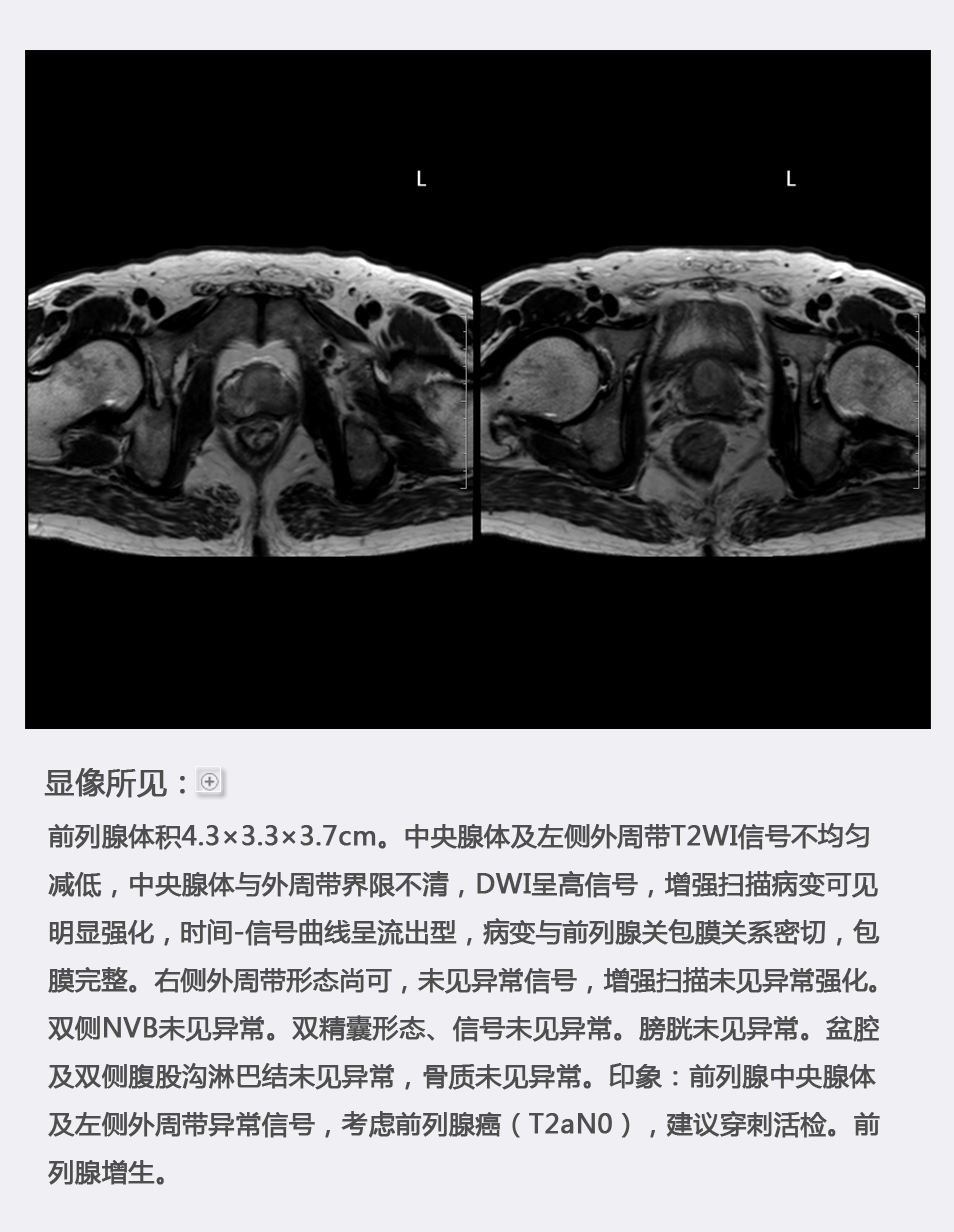 L
L
显像所见：
前列腺体积4.3×3.3×3.7cm。中央腺体及左侧外周带T2WI信号不均匀
减低，中央腺体与外周带界限不清，DWI呈高信号，增强扫描病变可见
明显强化，时间-信号曲线呈流出型，病变与前列腺关包膜关系密切，包
膜完整。右侧外周带形态尚可，未见异常信号，增强扫描未见异常强化。
双侧NVB未见异常。双精囊形态、信号未见异常。膀胱未见异常。盆腔
及双侧腹股沟淋巴结未见异常，骨质未见异常。印象：前列腺中央腺体
及左侧外周带异常信号，考虑前列腺癌（T2aN0），建议穿刺活检。前
列腺增生。